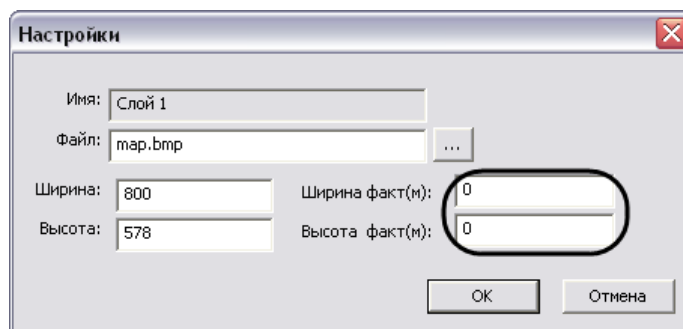 Настройки
Имя: Слой 1
Файл: map.bmp ...
Ширина: 800 Ширина факт(м): 0
Высота: 578 Высота факт(м): 0
OK Отмена